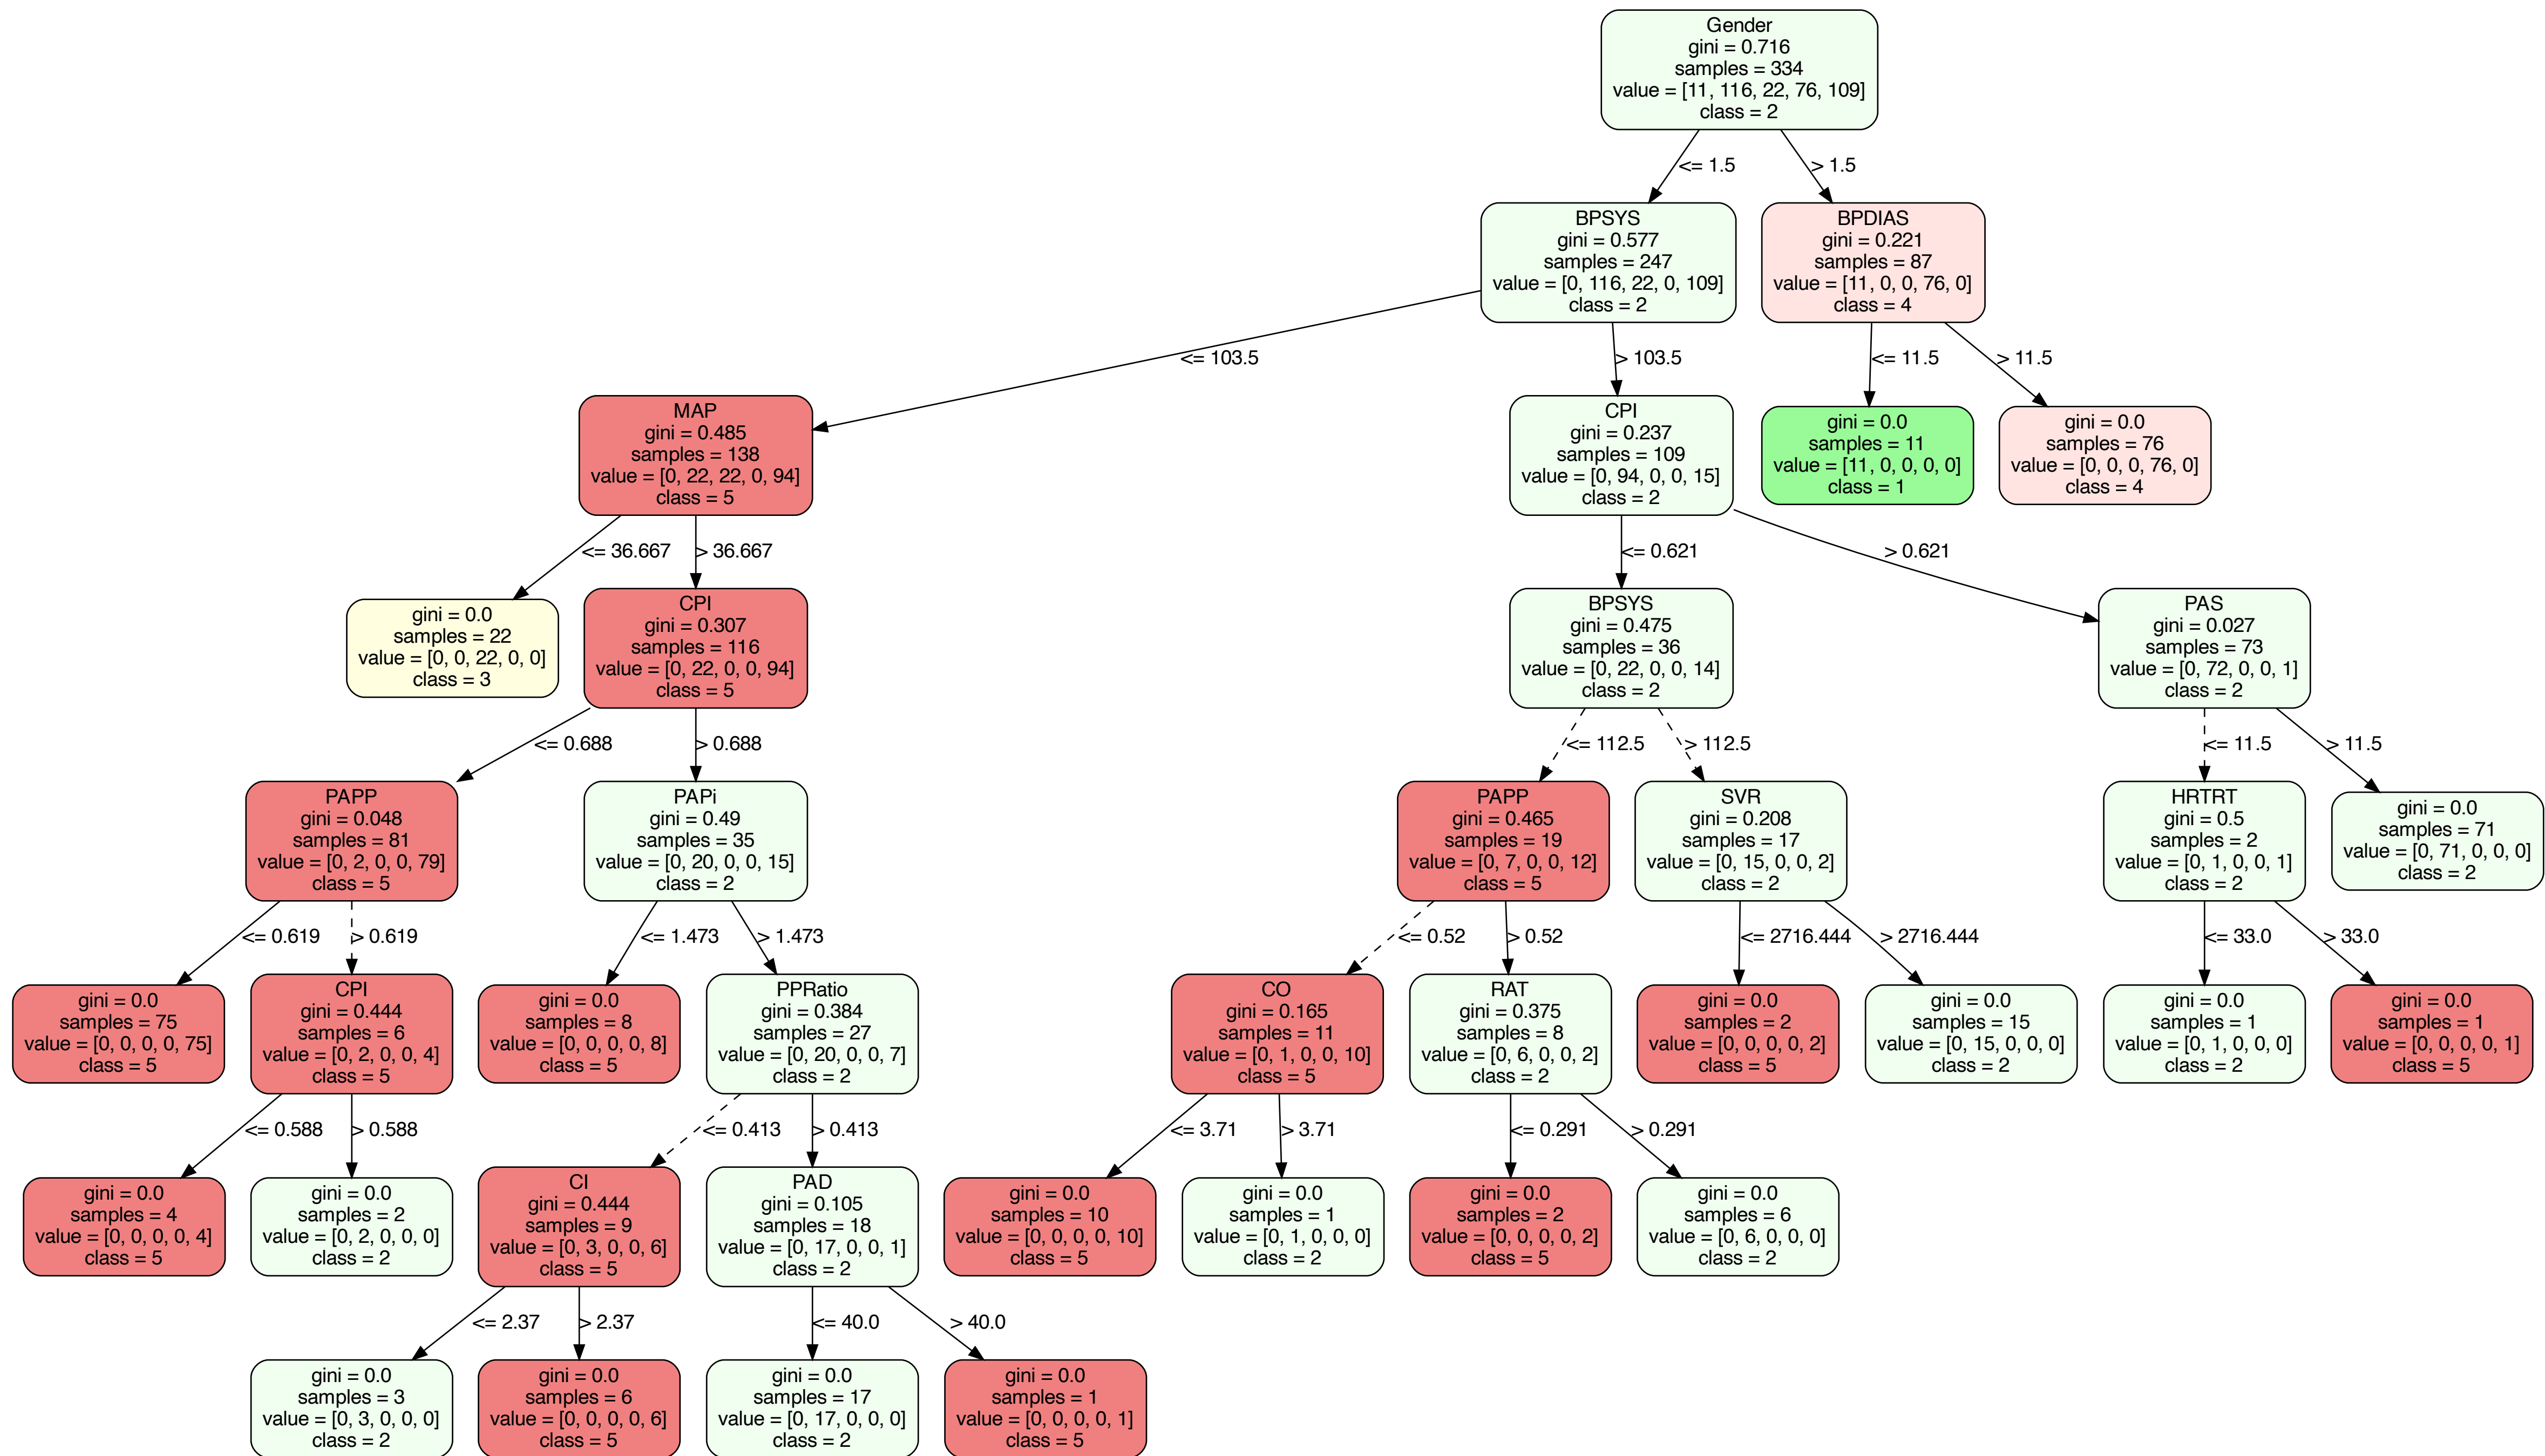 Gender
gini = 0.716
samples = 334
value = [11, 116, 22, 76, 109]
class = 2
<= 1.5
> 1.5
BPSYS
gini = 0.577
samples = 247
value = [0, 116, 22, 0, 109]
class = 2
BPDIAS
gini = 0.221
samples = 87
value = [11, 0, 0, 76, 0]
class = 4
<= 103.5
> 103.5
<= 11.5
> 11.5
MAP
gini = 0.485
samples = 138
value = [0, 22, 22, 0, 94]
class = 5
CPI
gini = 0.237
samples = 109
value = [0, 94, 0, 0, 15]
class = 2
gini = 0.0
samples = 11
value = [11, 0, 0, 0, 0]
class = 1
gini = 0.0
samples = 76
value = [0, 0, 0, 76, 0]
class = 4
<= 36.667
> 36.667
<= 0.621
> 0.621
gini = 0.0
samples = 22
value = [0, 0, 22, 0, 0]
class = 3
CPI
gini = 0.307
samples = 116
value = [0, 22, 0, 0, 94]
class = 5
BPSYS
gini = 0.475
samples = 36
value = [0, 22, 0, 0, 14]
class = 2
PAS
gini = 0.027
samples = 73
value = [0, 72, 0, 0, 1]
class = 2
<= 0.688
> 0.688
<= 112.5
> 112.5
<= 11.5
> 11.5
PAPP
gini = 0.048
samples = 81
value = [0, 2, 0, 0, 79]
class = 5
PAPi
gini = 0.49
samples = 35
value = [0, 20, 0, 0, 15]
class = 2
PAPP
gini = 0.465
samples = 19
value = [0, 7, 0, 0, 12]
class = 5
SVR
gini = 0.208
samples = 17
value = [0, 15, 0, 0, 2]
class = 2
HRTRT
gini = 0.5
samples = 2
value = [0, 1, 0, 0, 1]
class = 2
gini = 0.0
samples = 71
value = [0, 71, 0, 0, 0]
class = 2
<= 0.619
> 0.619
<= 1.473
> 1.473
<= 0.52
> 0.52
<= 2716.444
> 2716.444
<= 33.0
> 33.0
gini = 0.0
samples = 75
value = [0, 0, 0, 0, 75]
class = 5
CPI
gini = 0.444
samples = 6
value = [0, 2, 0, 0, 4]
class = 5
gini = 0.0
samples = 8
value = [0, 0, 0, 0, 8]
class = 5
PPRatio
gini = 0.384
samples = 27
value = [0, 20, 0, 0, 7]
class = 2
CO
gini = 0.165
samples = 11
value = [0, 1, 0, 0, 10]
class = 5
RAT
gini = 0.375
samples = 8
value = [0, 6, 0, 0, 2]
class = 2
gini = 0.0
samples = 2
value = [0, 0, 0, 0, 2]
class = 5
gini = 0.0
samples = 15
value = [0, 15, 0, 0, 0]
class = 2
gini = 0.0
samples = 1
value = [0, 1, 0, 0, 0]
class = 2
gini = 0.0
samples = 1
value = [0, 0, 0, 0, 1]
class = 5
<= 0.588
> 0.588
<= 0.413
> 0.413
<= 3.71
> 3.71
<= 0.291
> 0.291
gini = 0.0
samples = 4
value = [0, 0, 0, 0, 4]
class = 5
gini = 0.0
samples = 2
value = [0, 2, 0, 0, 0]
class = 2
CI
gini = 0.444
samples = 9
value = [0, 3, 0, 0, 6]
class = 5
PAD
gini = 0.105
samples = 18
value = [0, 17, 0, 0, 1]
class = 2
gini = 0.0
samples = 10
value = [0, 0, 0, 0, 10]
class = 5
gini = 0.0
samples = 1
value = [0, 1, 0, 0, 0]
class = 2
gini = 0.0
samples = 2
value = [0, 0, 0, 0, 2]
class = 5
gini = 0.0
samples = 6
value = [0, 6, 0, 0, 0]
class = 2
<= 2.37
> 2.37
<= 40.0
> 40.0
gini = 0.0
samples = 3
value = [0, 3, 0, 0, 0]
class = 2
gini = 0.0
samples = 6
value = [0, 0, 0, 0, 6]
class = 5
gini = 0.0
samples = 17
value = [0, 17, 0, 0, 0]
class = 2
gini = 0.0
samples = 1
value = [0, 0, 0, 0, 1]
class = 5